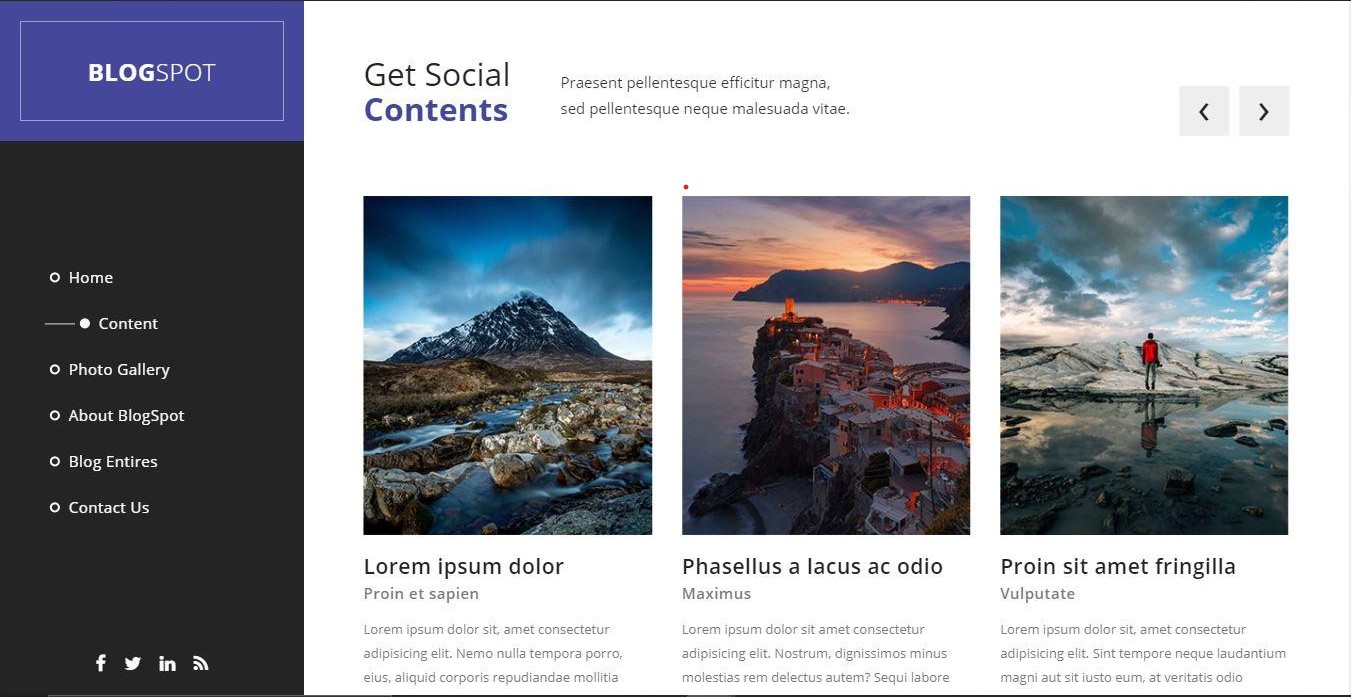 BLOGSPOT
Home
Content
Photo Gallery
About BlogSpot
Blog Entires
Contact Us
Get Social
Contents
Praesent pellentesque efficitur magna,
sed pellentesque neque malesuada vitae.
Lorem ipsum dolor
Proin et sapien
Lorem ipsum dolor sit, amet consectetur
adipisicing elit. Nemo nulla tempora porro,
eius, aliquid corporis repudiandae mollitia
Phasellus a lacus ac odio
Maximus
Lorem ipsum dolor sit amet consectetur
adipisicing elit. Nostrum, dignissimos minus
molestias rem delectus autem? Sequi labore
Proin sit amet fringilla
Vulputate
Lorem ipsum dolor sit, amet consectetur
adipisicing elit. Sint tempore neque laudantium
magni aut sit iusto eum, at veritatis odio